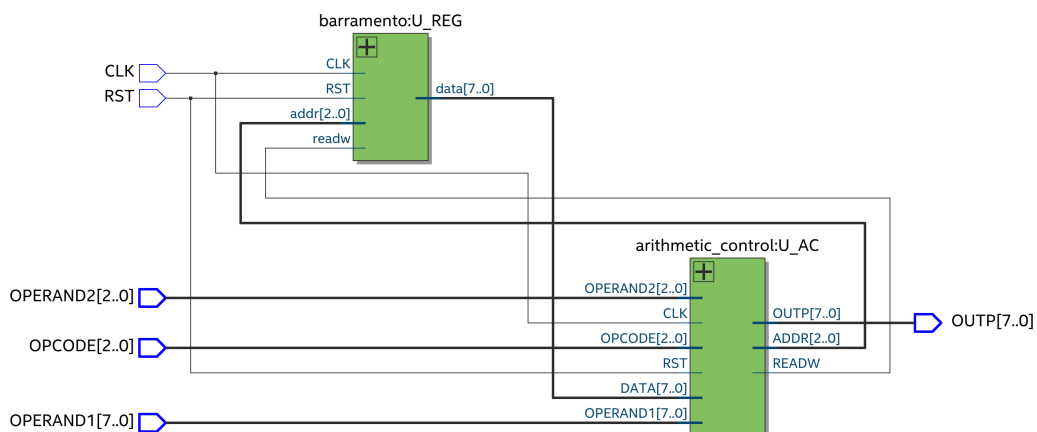 barramento:U_REG
CLK
CLK
RST
RST
data[7..0]
addr[2..0]
readw
arithmetic_control:U_AC
OPERAND2[2..0]
OPERAND2[2..0]
CLK
OUTP[7..0]
OUTP[7..0]
OPCODE[2..0]
OPCODE[2..0]
ADDR[2..0]
RST
READW
DATA[7..0]
OPERAND1[7..0]
OPERAND1[7..0]